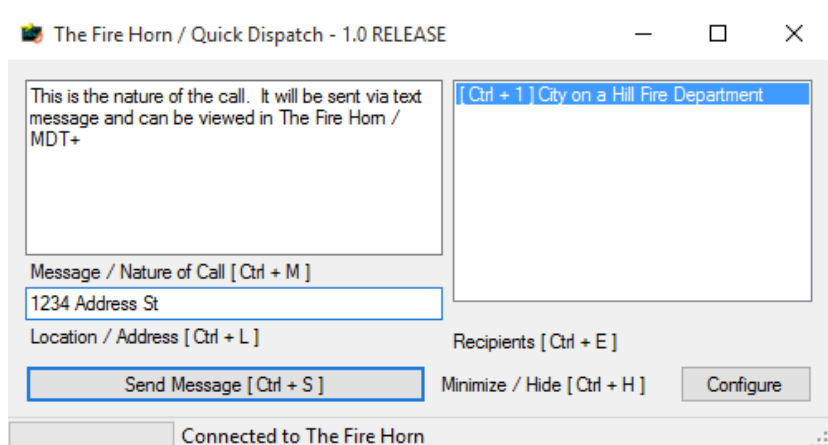 The Fire Horn / Quick Dispatch - 1.0 RELEASE
This is the nature of the call.  It will be sent via text
message and can be viewed in The Fire Horn /
MDT+
[ Ctrl + 1 ] City on a Hill Fire Department
Message / Nature of Call [ Ctrl + M ]
1234 Address St
Location / Address [ Ctrl + L ]
Recipients [ Ctrl + E ]
Send Message [ Ctrl + S ]
Minimize / Hide [ Ctrl + H ]
Configure
Connected to The Fire Horn